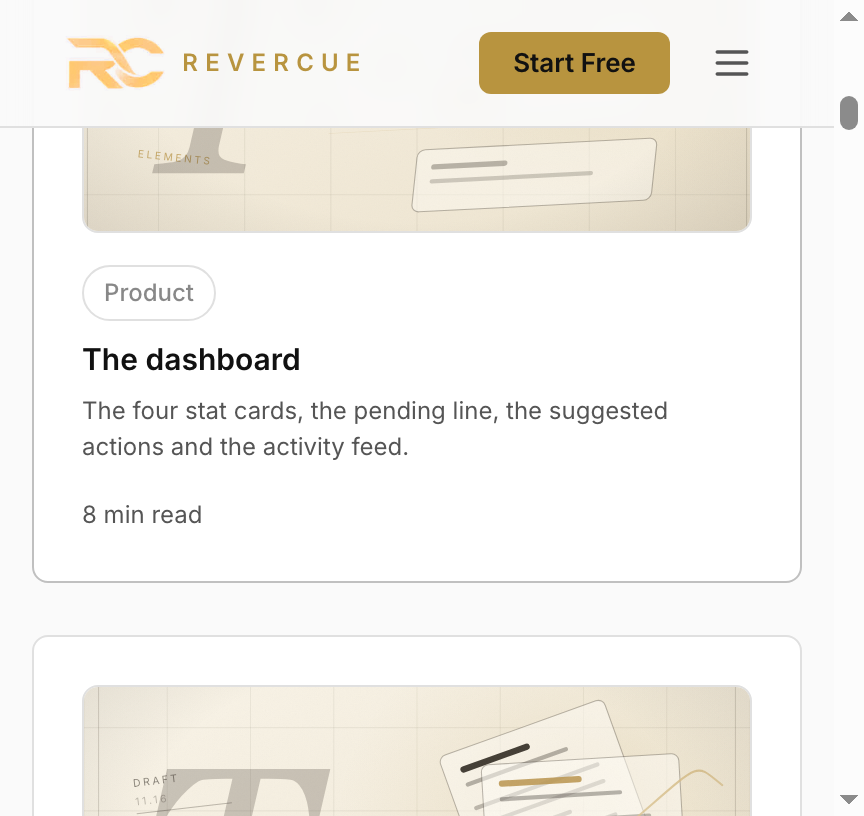 RC REVERCUE
Start Free
ELEMENTS
Product
The dashboard
The four stat cards, the pending line, the suggested
actions and the activity feed.
8 min read
DRAFT
11.16
T